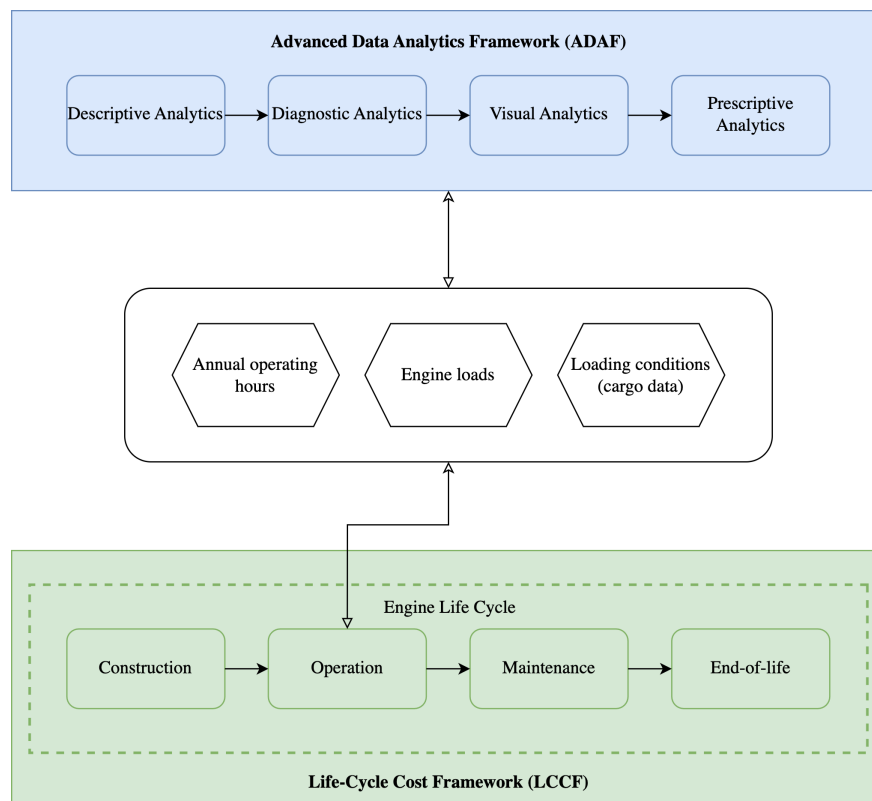 Advanced Data Analytics Framework (ADAF)
Descriptive Analytics
Diagnostic Analytics
Visual Analytics
Prescriptive
Analytics
Annual operating
hours
Engine loads
Loading conditions
(cargo data)
Engine Life Cycle
Construction
Operation
Maintenance
End-of-life
Life-Cycle Cost Framework (LCCF)